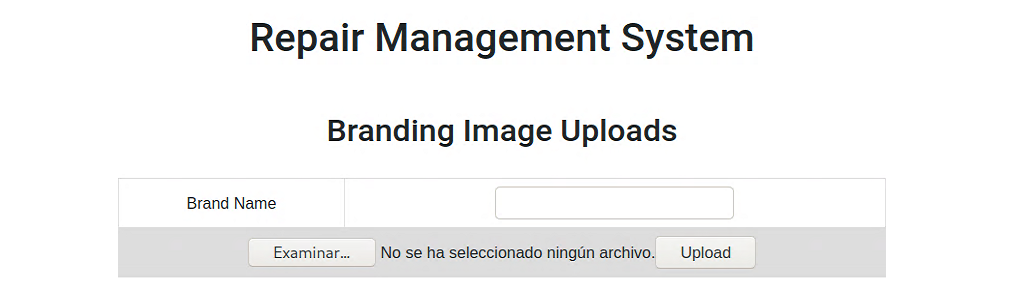 Repair Management System
Branding Image Uploads
Brand Name
Examinar... No se ha seleccionado ningún archivo. Upload